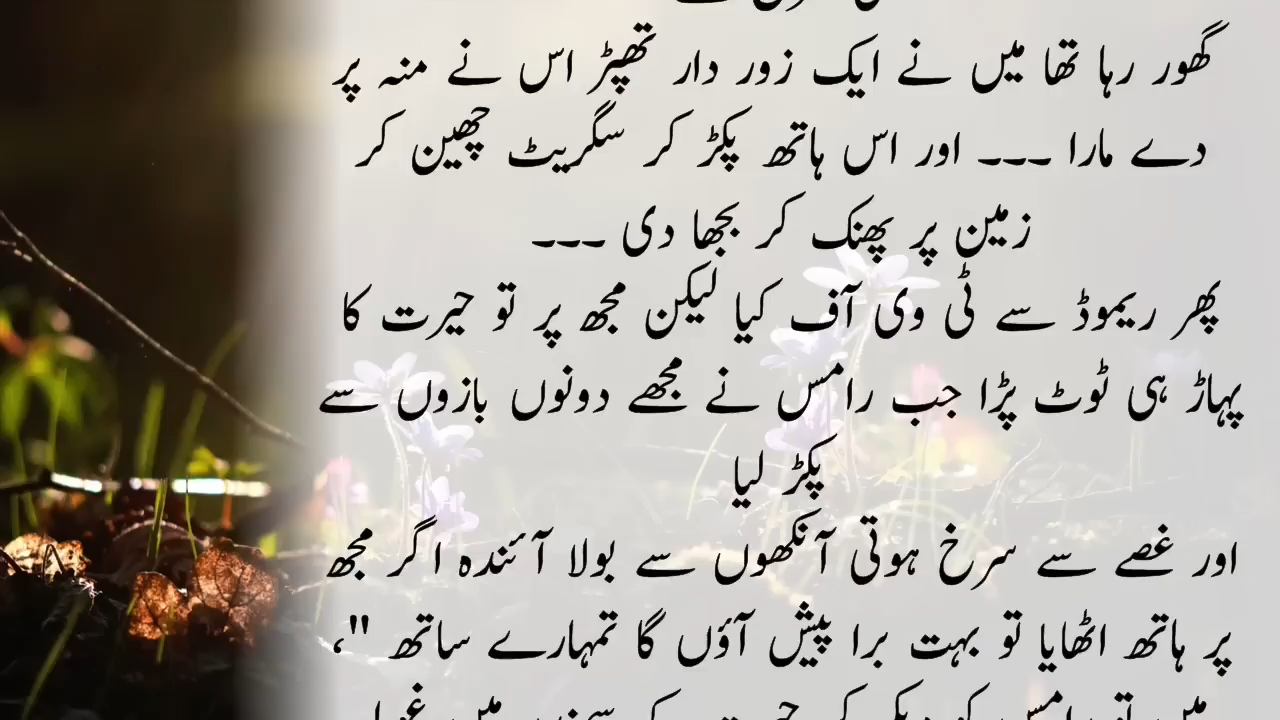 گھور رہا تھا میں نے ایک زور دار تھپڑ اس نے منہ پر
دے مارا ۔۔۔ اور اس ہاتھ پکڑ کر سگریٹ چھین کر
زمین پر پھنک کر بجھا دی ۔۔۔
پھر ریموڈ سے ٹی وی آف کیا لیکن مجھ پر تو حیرت کا
پہاڑ ہی ٹوٹ پڑا جب رامس نے مجھے دونوں بازوں سے
پکڑ لیا
اور غصے سے سرخ ہوتی آنکھوں سے بولا آئندہ اگر مجھ
پر ہاتھ اٹھایا تو بہت برا پیش آؤں گا تمہارے ساتھ "،